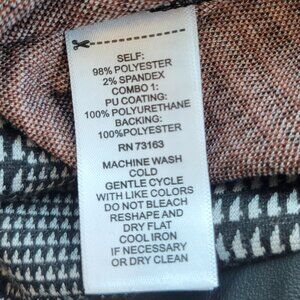 SELF:
98% POLYESTER
2% SPANDEX
COMBO 1:
PU COATING:
100% POLYURETHANE
BACKING:
100%POLYESTER
RN 73163
MACHINE WASH
COLD
GENTLE CYCLE
WITH LIKE COLORS
DO NOT BLEACH
RESHAPE AND
DRY FLAT
COOL IRON
IF NECESSARY
OR DRY CLEAN